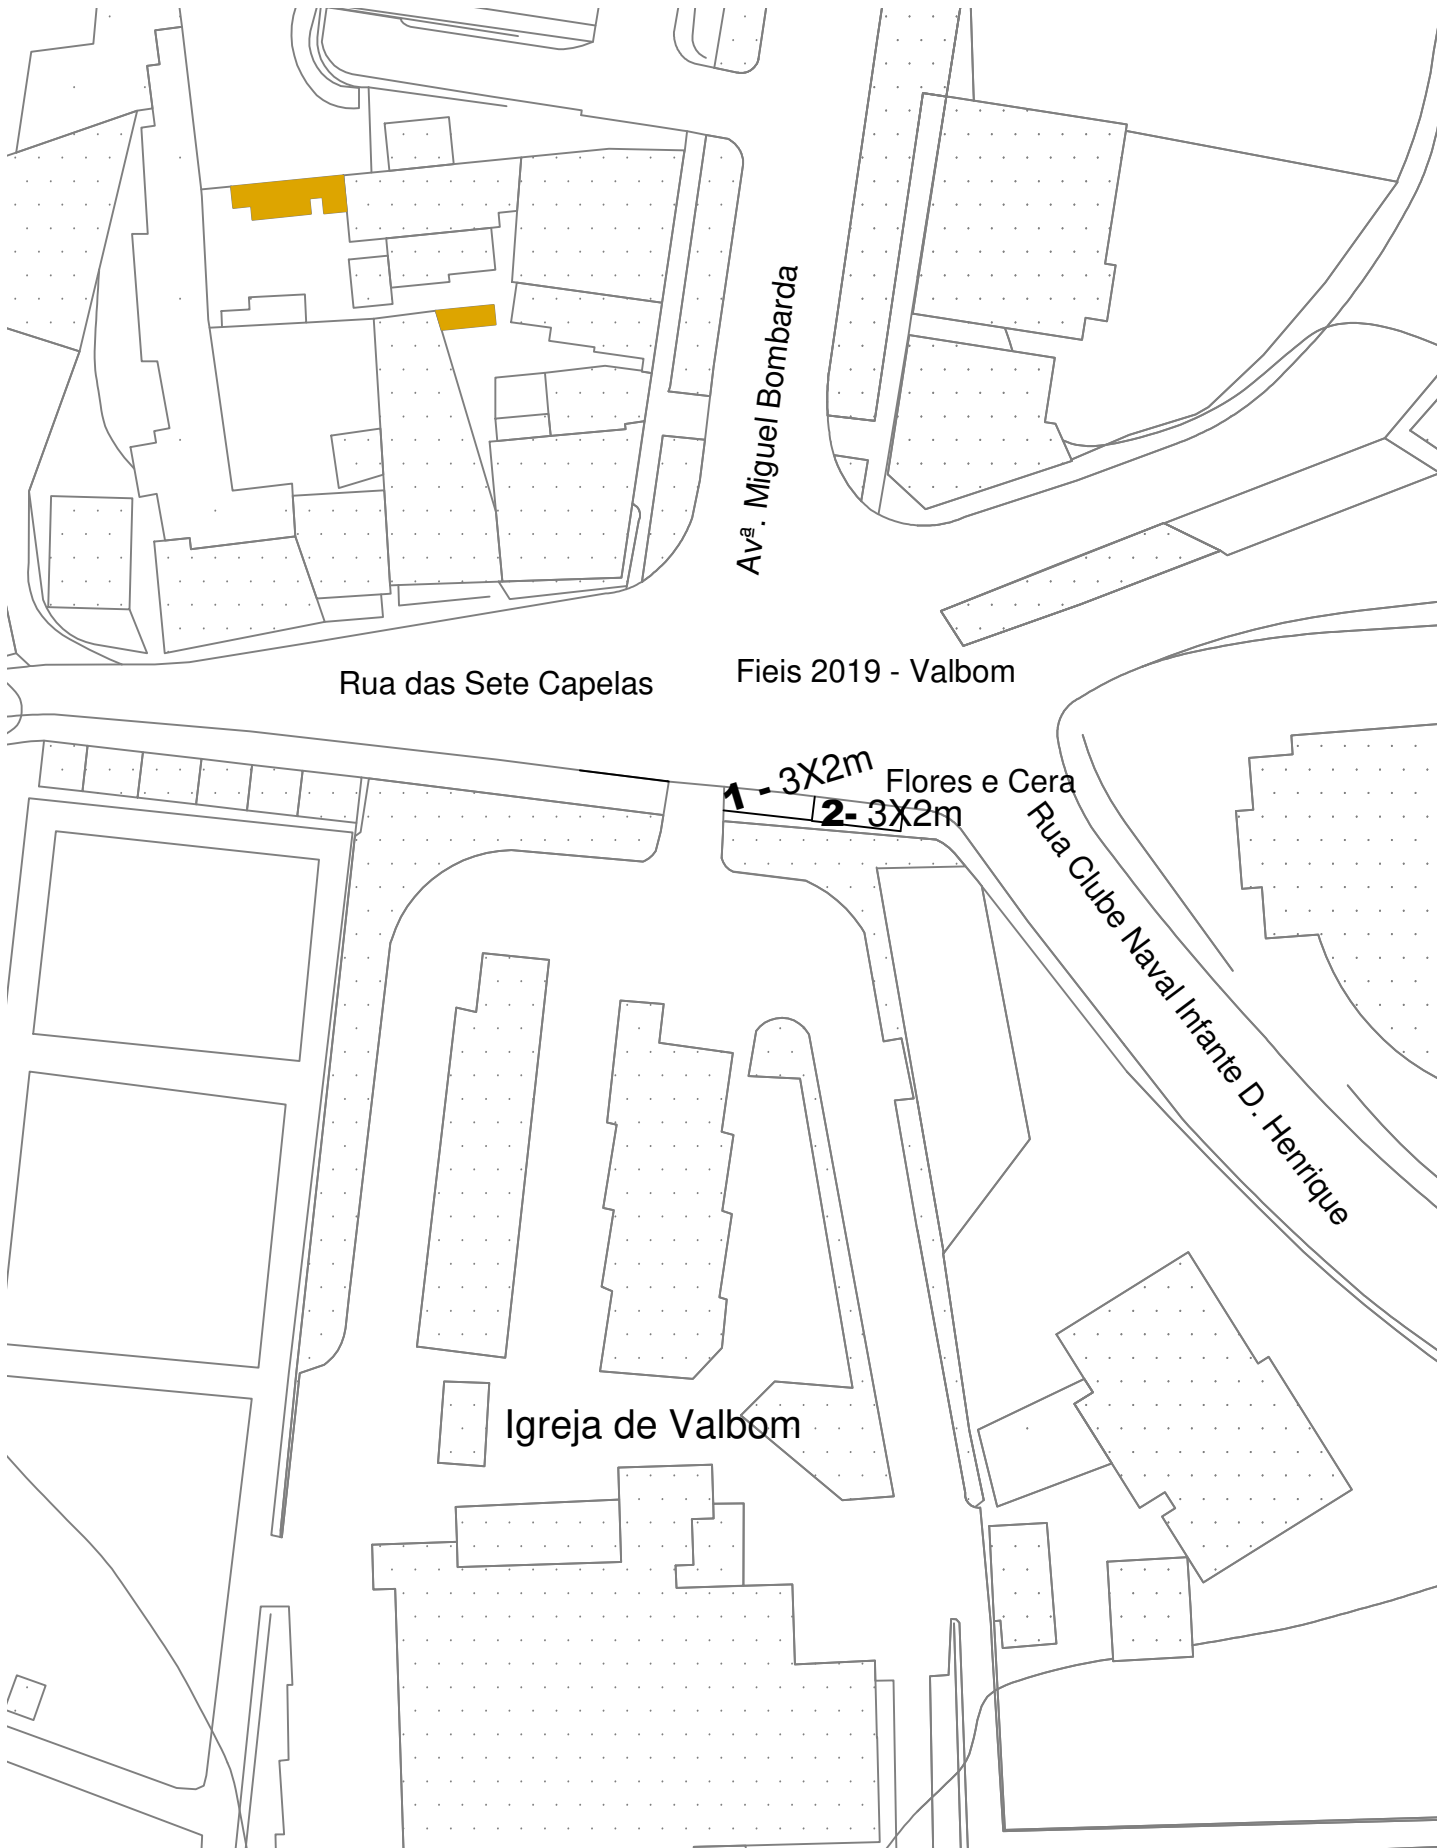 Avª. Miguel Bombarda
Rua das Sete Capelas
Fieis 2019 - Valbom
1 - 3X2m
Flores e Cera
2- 3X2m
Rua Clube Naval Infante D. Henrique
Igreja de Valbom